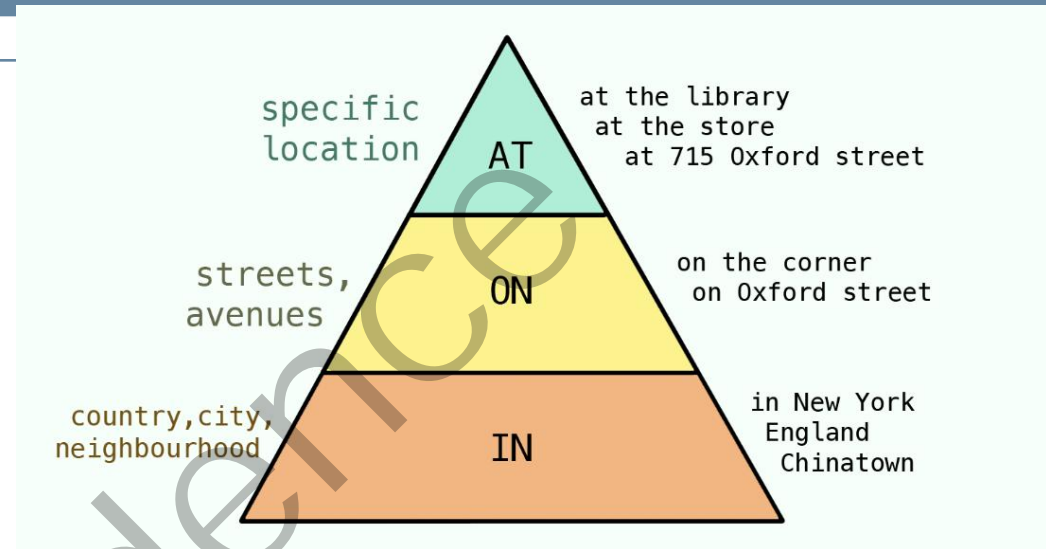 specific
location
AT
at the library
at the store
at 715 Oxford street
streets,
avenues
ON
on the corner
on Oxford street
country,city,
neighbourhood
IN
in New York
England
Chinatown
dence